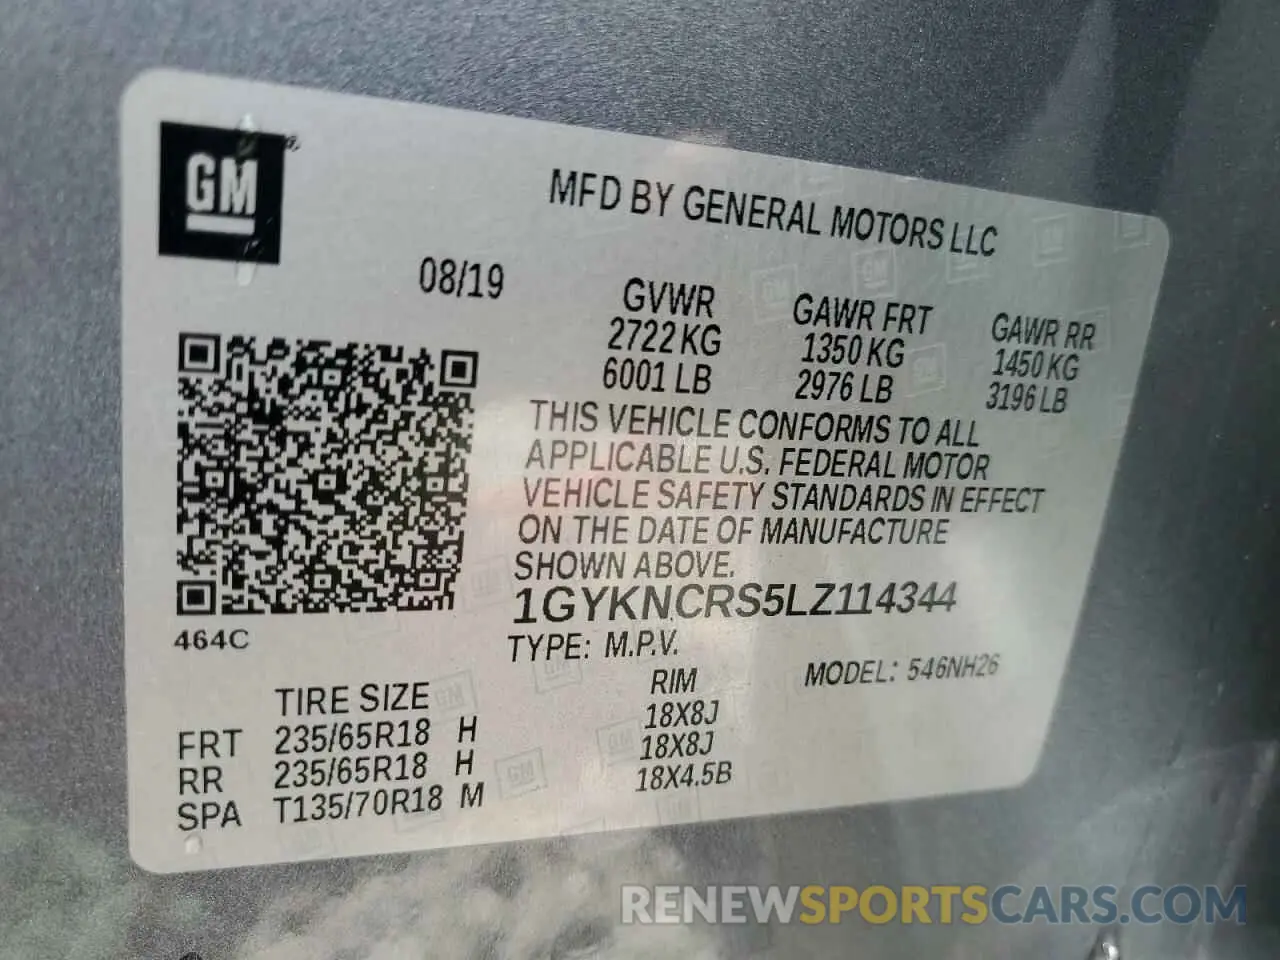 GM
MFD BY GENERAL MOTORS LLC
08/19
GVWR GAWR FRT GAWR RR
2722 KG 1350 KG 1450 KG
6001 LB 2976 LB 3196 LB
THIS VEHICLE CONFORMS TO ALL
APPLICABLE U.S. FEDERAL MOTOR
VEHICLE SAFETY STANDARDS IN EFFECT
ON THE DATE OF MANUFACTURE
SHOWN ABOVE.
1GYKNCRS5LZ114344
464C
TYPE: M.P.V. MODEL: 546NH26
TIRE SIZE RIM
FRT 235/65R18 H 18X8J
RR 235/65R18 H 18X8J
SPA T135/70R18 M 18X4.5B
RENEWSPORTSCARS.COM